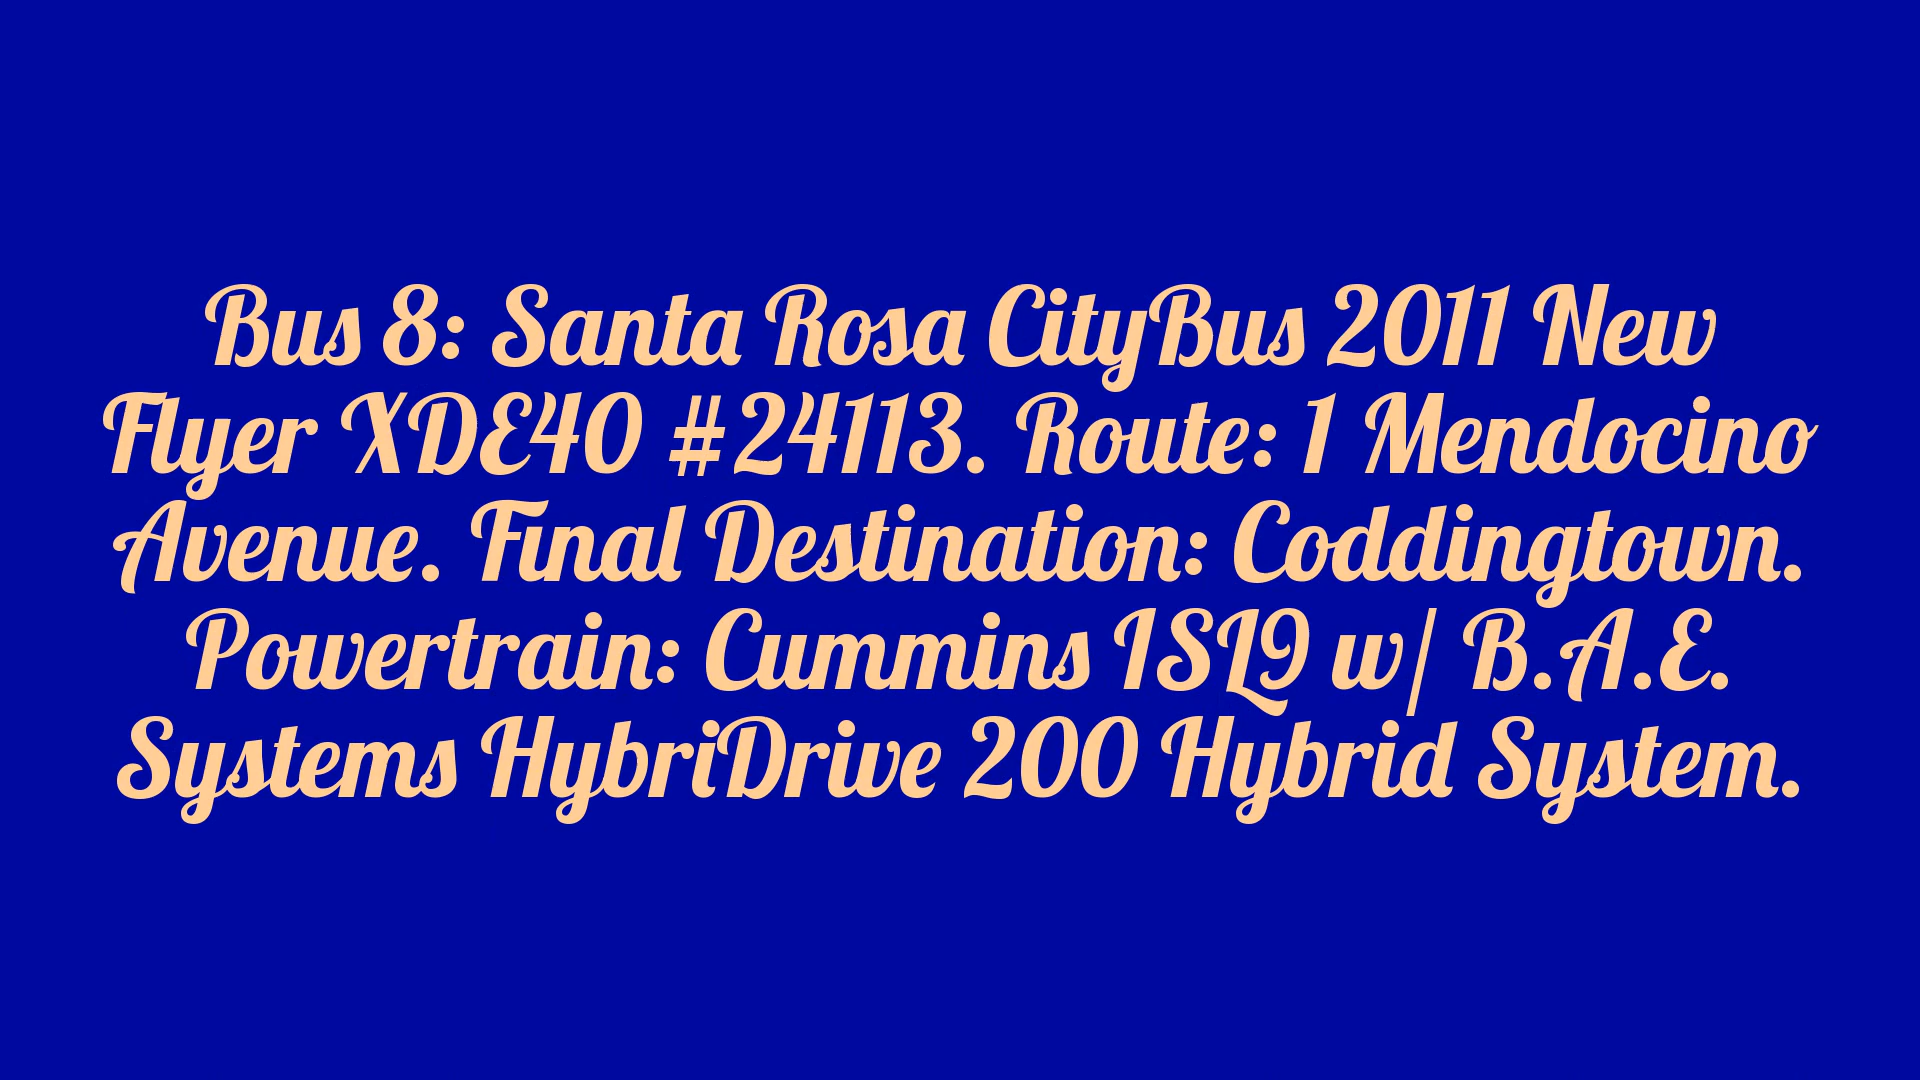 Bus 8: Santa Rosa CityBus 2011 New
Flyer XDE40 #24113. Route: 1 Mendocino
Avenue. Final Destination: Coddingtown.
Powertrain: Cummins ISL9 w/ B.A.E.
Systems HybriDrive 200 Hybrid System.